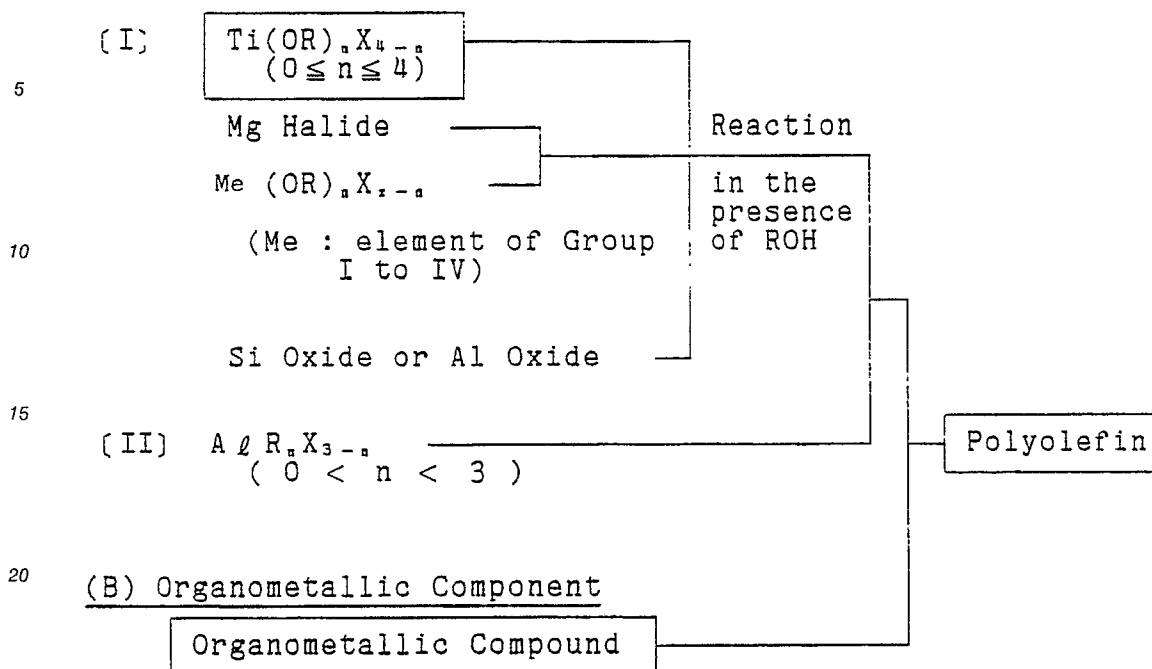 [I] Ti(OR)ₙX₄₋ₙ
(0 ≦ n ≦ 4)
5
Mg Halide
Reaction
Me (OR)ₙX_z₋ₙ
in the
presence
of ROH
(Me : element of Group
10
I to IV)
Si Oxide or Al Oxide
15
[II] AℓRₙX₃₋ₙ
( 0 < n < 3 )
Polyolefin
20
(B) Organometallic Component
Organometallic Compound